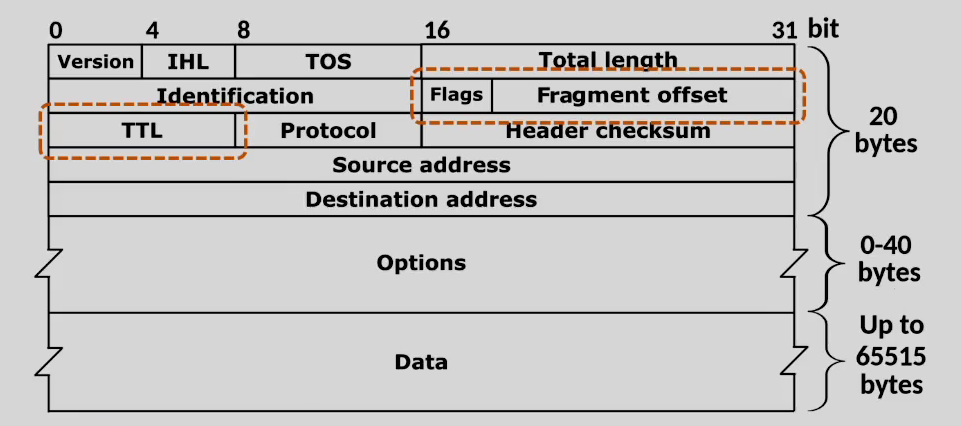 0 4 8 16 31 bit
Version IHL TOS Total length
Identification Flags Fragment offset
TTL Protocol Header checksum
Source address
Destination address
20
bytes
Options
0-40
bytes
Data
Up to
65515
bytes